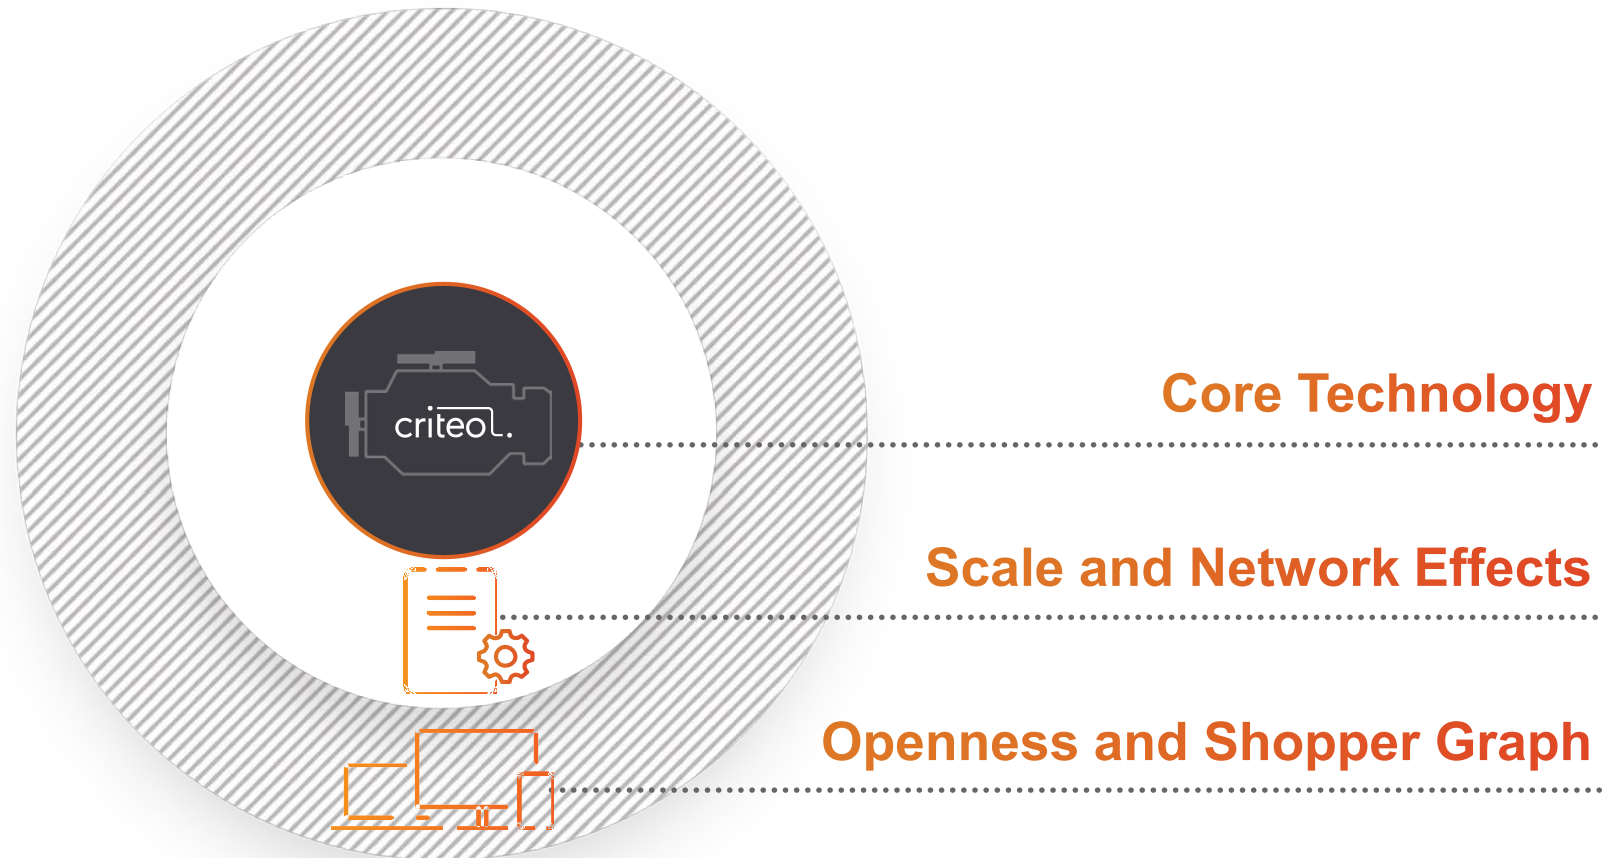 criteo.
Core Technology
Scale and Network Effects
Openness and Shopper Graph